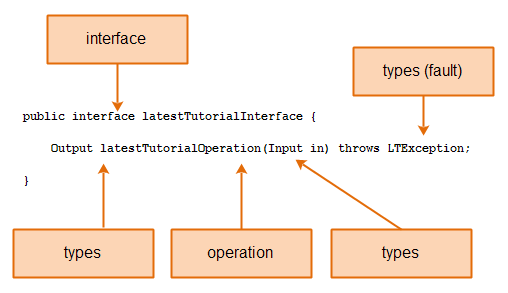 interface
types (fault)
public interface latestTutorialInterface {
Output latestTutorialOperation(Input in) throws LTException;
}
types
operation
types